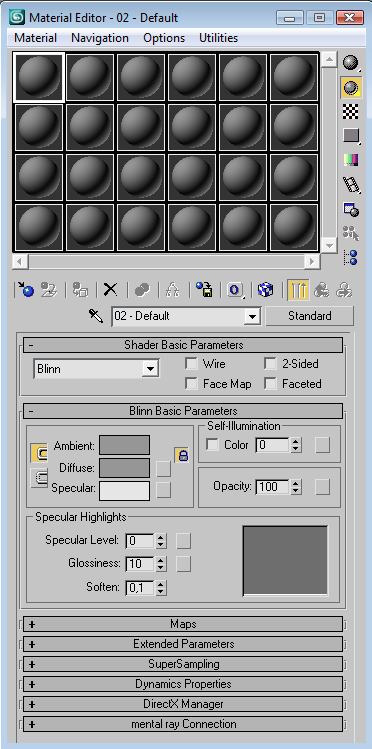 Material Editor - 02 - Default
Material Navigation Options Utilities
02 - Default Standard
- Shader Basic Parameters
Blinn Wire 2-Sided
Face Map Faceted
- Blinn Basic Parameters
Self-Illumination
Ambient: Color 0
Diffuse:
Specular: Opacity: 100
Specular Highlights
Specular Level: 0
Glossiness: 10
Soften: 0,1
+ Maps
+ Extended Parameters
+ SuperSampling
+ Dynamics Properties
+ DirectX Manager
+ mental ray Connection